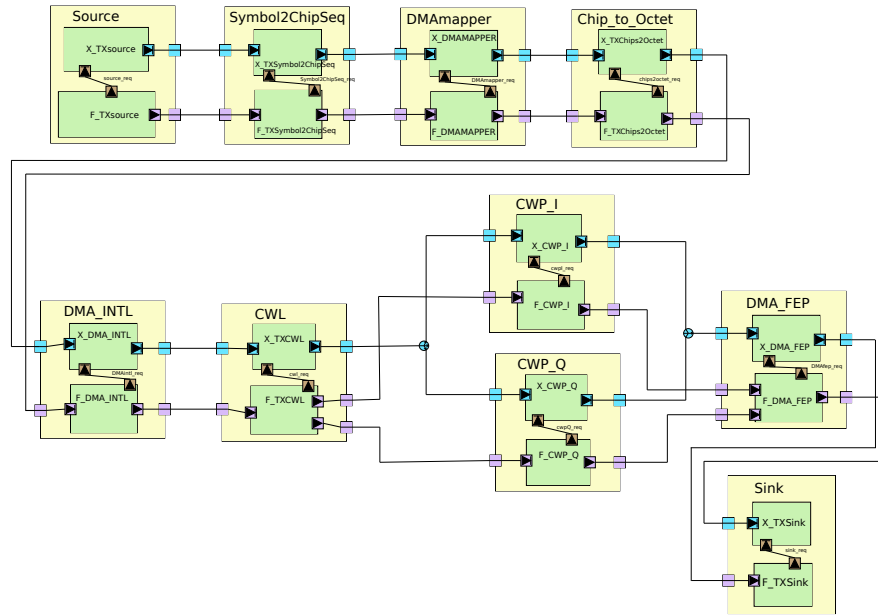 Source
X_TXsource
source_req
F_TXsource
Symbol2ChipSeq
X_TXSymbol2ChipSeq
Symbol2ChipSeq_req
F_TXSymbol2ChipSeq
DMAmapper
X_DMAMAPPER
DMAmapper_req
F_DMAMAPPER
Chip_to_Octet
X_TXChips2Octet
chips2octet_req
F_TXChips2Octet
DMA_INTL
X_DMA_INTL
DMAintl_req
F_DMA_INTL
CWL
X_TXCWL
cwl_req
F_TXCWL
CWP_I
X_CWP_I
cwpI_req
F_CWP_I
CWP_Q
X_CWP_Q
cwpQ_req
F_CWP_Q
DMA_FEP
X_DMA_FEP
DMAfep_req
F_DMA_FEP
Sink
X_TXSink
sink_req
F_TXSink